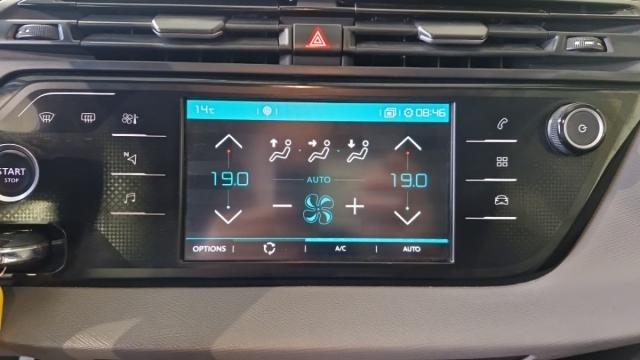 14°C 08:46
19.0 AUTO 19.0
START
STOP
N
OPTIONS A/C AUTO